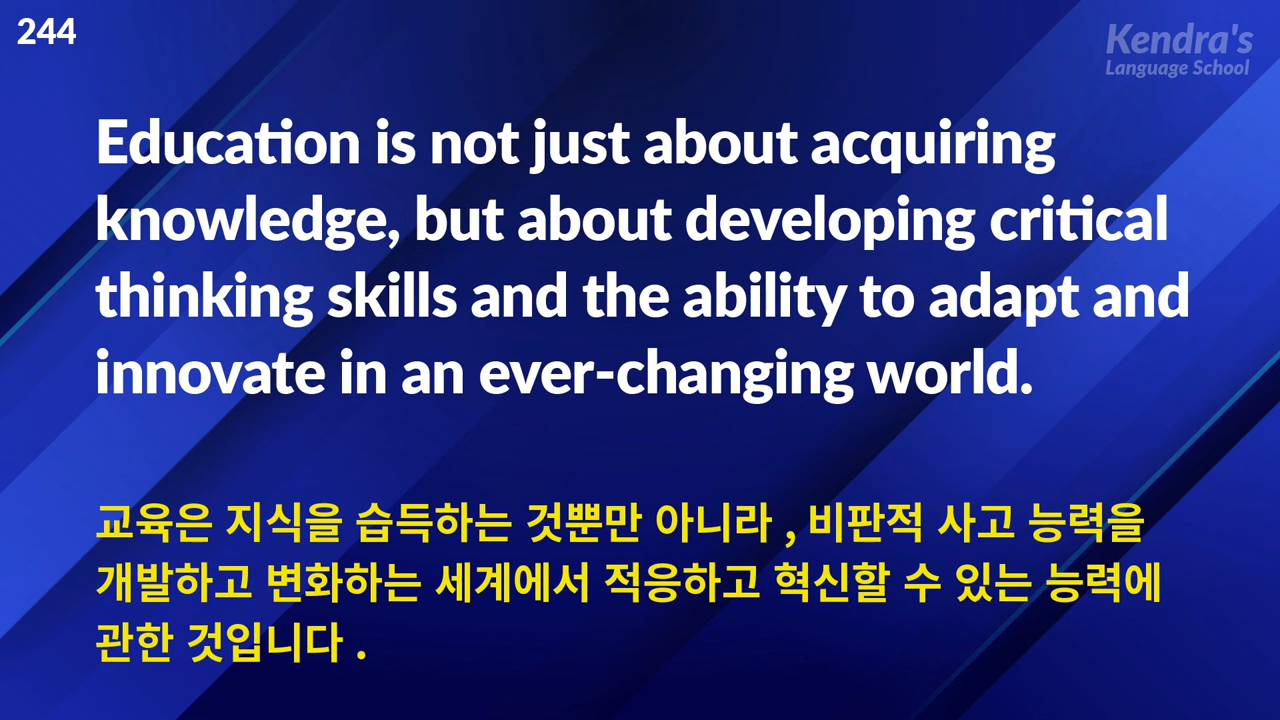 244
Kendra's
Language School
Education is not just about acquiring
knowledge, but about developing critical
thinking skills and the ability to adapt and
innovate in an ever-changing world.
교육은 지식을 습득하는 것뿐만 아니라 , 비판적 사고 능력을
개발하고 변화하는 세계에서 적응하고 혁신할 수 있는 능력에
관한 것입니다 .